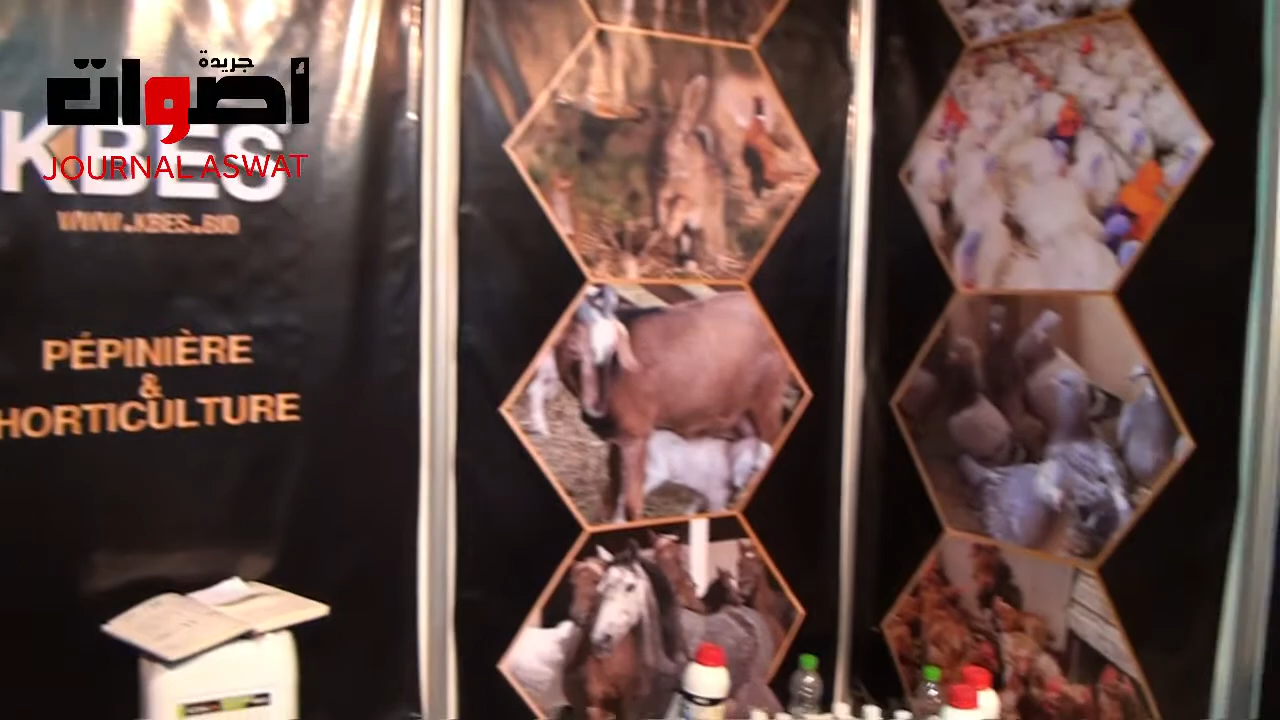 جريدة
أصوات
KBES
JOURNAL ASWAT
WWW.KBES.BIO
PÉPINIÈRE
&
HORTICULTURE